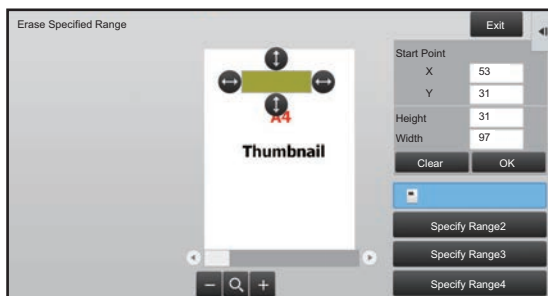 Erase Specified Range
Exit
Start Point
X 53
Y 31
Height 31
Width 97
Clear OK
A4
Thumbnail
Specify Range2
Specify Range3
Specify Range4